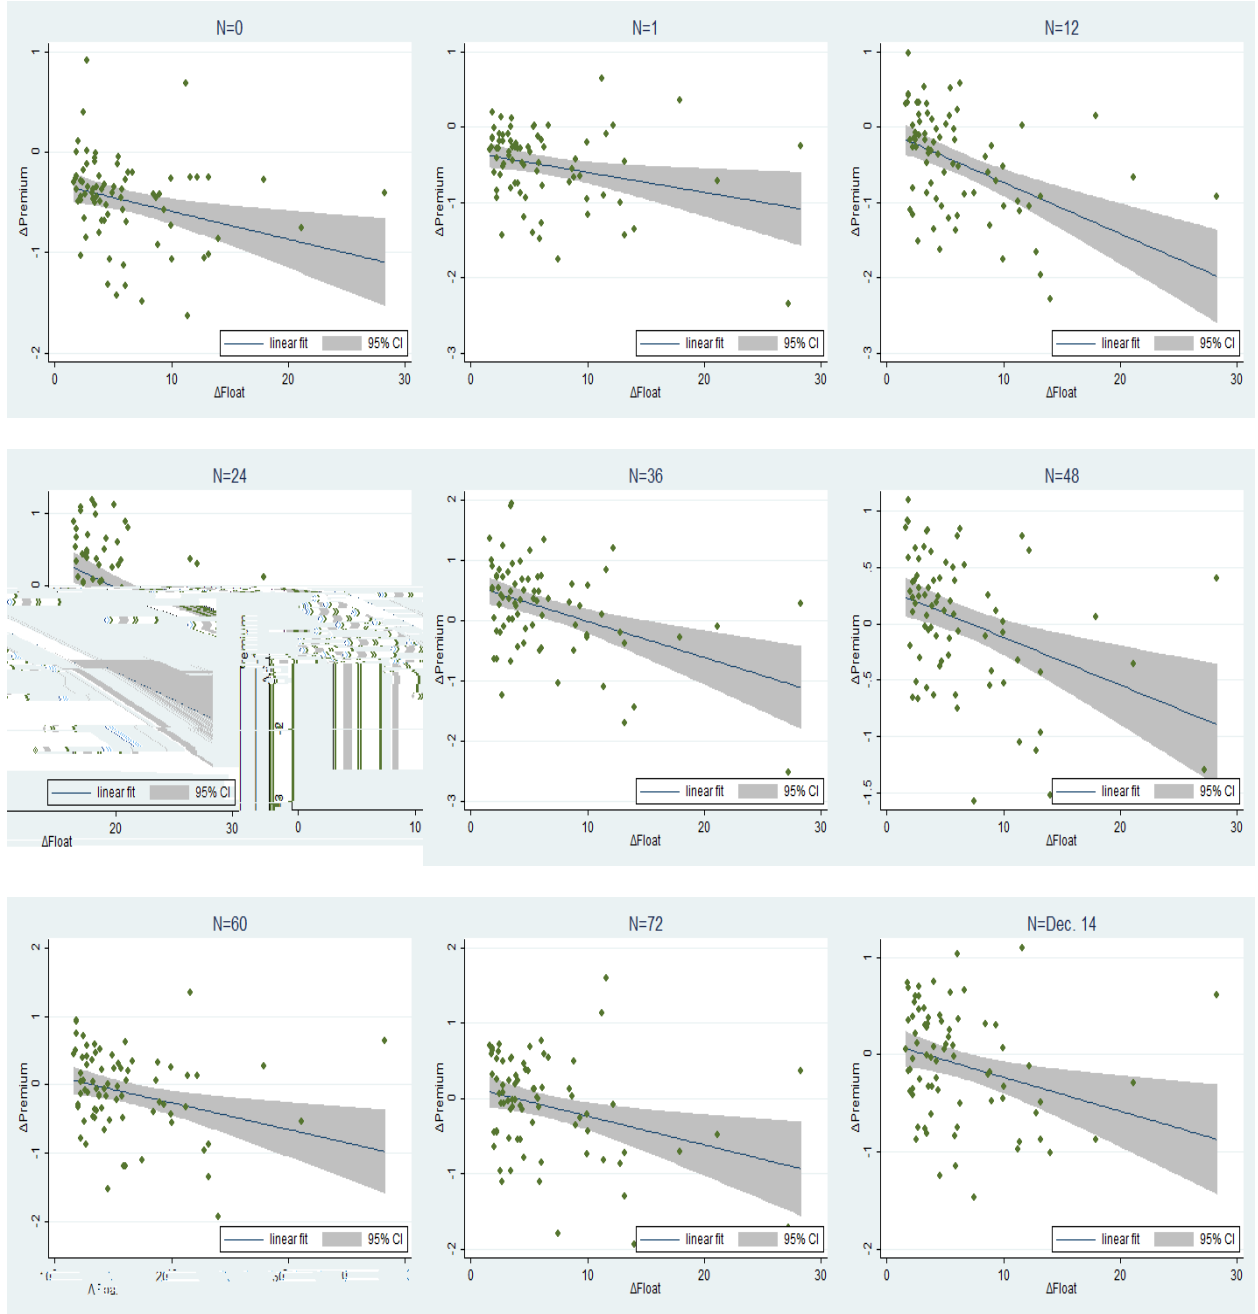 N=0 N=1 N=12
1 1 1
0 0 0
-1 -1 -1
-2 -2 -2
-3 -3
ΔPremium ΔPremium ΔPremium
linear fit 95% CI linear fit 95% CI linear fit 95% CI
0 10 20 30 0 10 20 30 0 10 20 30
ΔFloat ΔFloat ΔFloat
N=24 N=36 N=48
1 2 1
0 1 .5
0 0
-1 -.5
-2 -2 -1
-3 -1.5
ΔPremium ΔPremium
linear fit 95% CI linear fit 95% CI linear fit 95% CI
20 30 0 10 0 10 20 30 0 10 20 30
ΔFloat ΔFloat ΔFloat
N=60 N=72 N=Dec. 14
2 2 1
1 1 0
0 0 -1
-1 -1 -2
-2 -2
ΔPremium ΔPremium ΔPremium
linear fit 95% CI linear fit 95% CI linear fit 95% CI
0 10 20 30 0 10 20 30
ΔFloat ΔFloat